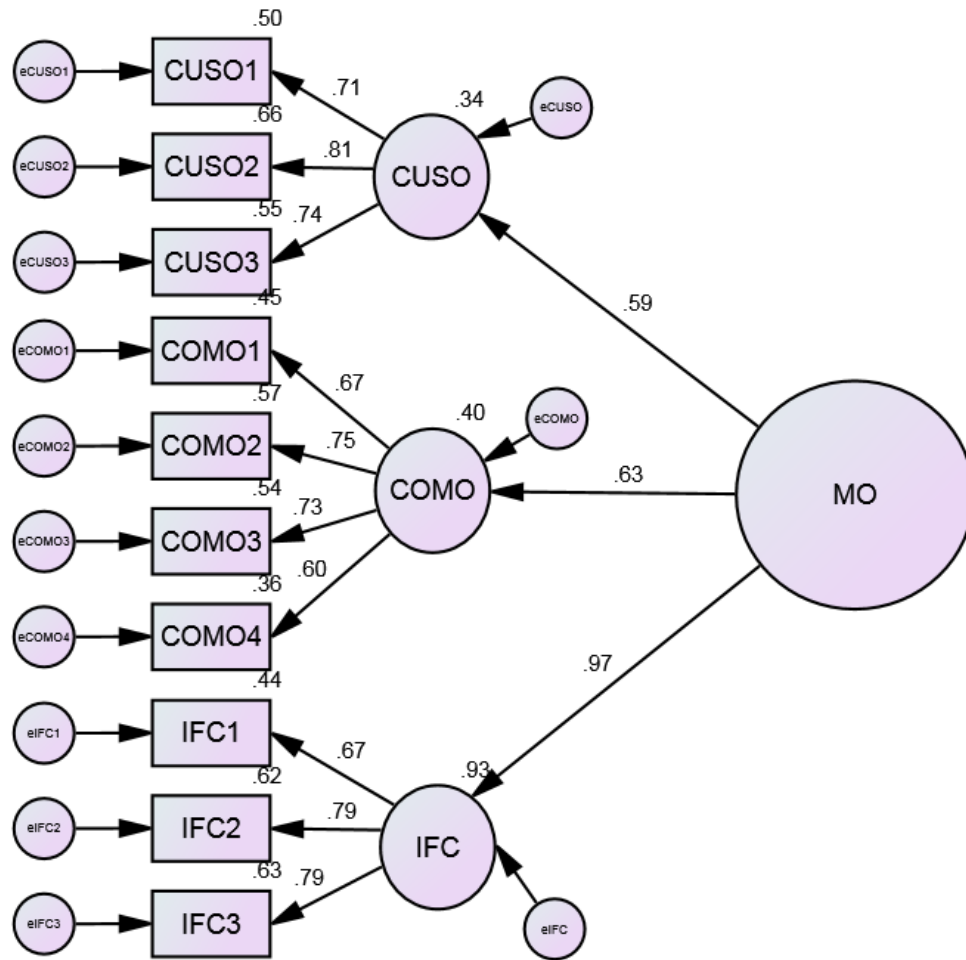 .50
eCUSO1
CUSO1
.71
.34
eCUSO
.66
eCUSO2
CUSO2
.81
CUSO
.55
.74
eCUSO3
CUSO3
.59
.45
eCOMO1
COMO1
.67
.57
.40
eCOMO
eCOMO2
COMO2
.75
COMO
.63
MO
.54
.73
eCOMO3
COMO3
.36
.60
eCOMO4
COMO4
.97
.44
eIFC1
IFC1
.67
.93
.62
eIFC2
IFC2
.79
IFC
.63
.79
eIFC3
IFC3
eIFC